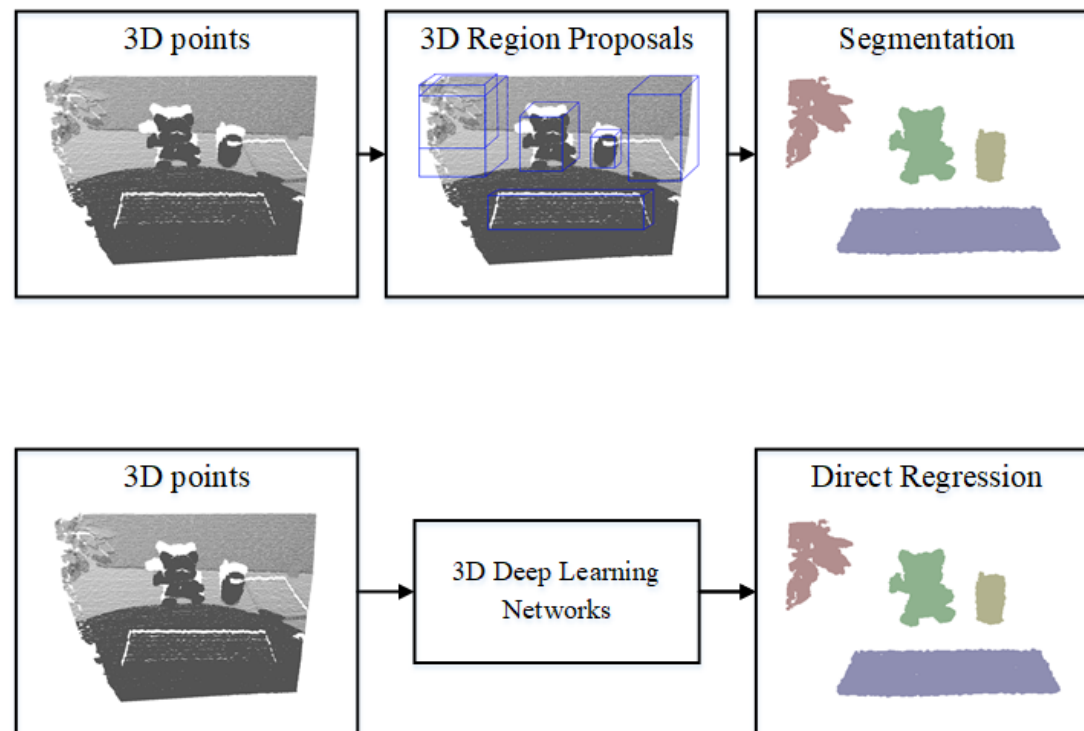 3D points
3D Region Proposals
Segmentation
3D points
3D Deep Learning
Networks
Direct Regression